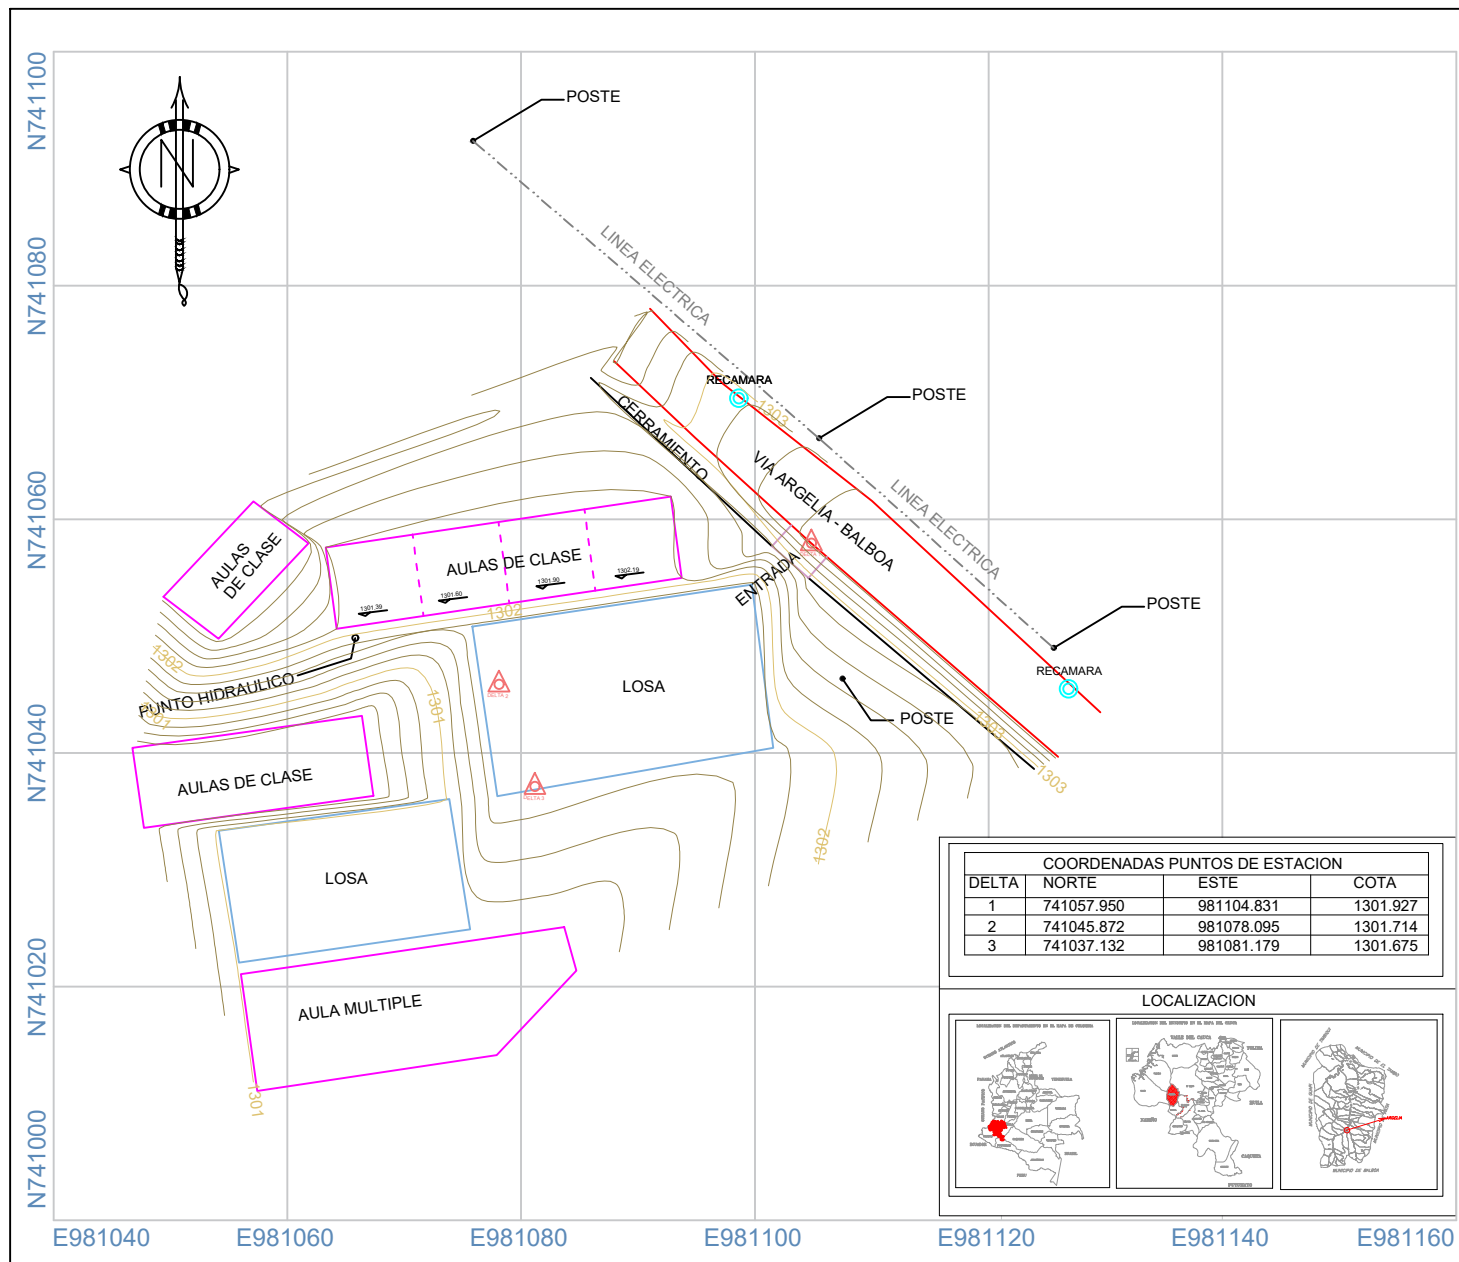 N741100
N741080
N741060
N741040
N741020
N741000
E981040
E981060
E981080
E981100
E981120
E981140
E981160
N
POSTE
LINEA ELECTRICA
RECAMARA
1303
POSTE
CERRAMIENTO
VIA ARGELIA - BALBOA
LINEA ELECTRICA
AULAS
DE CLASE
AULAS DE CLASE
1301.39
1301.60
1301.90
1302.19
ENTRADA
1302
POSTE
RECAMARA
1302
PUNTO HIDRAULICO
1301
1301
DELTA 2
LOSA
POSTE
1303
1303
AULAS DE CLASE
DELTA 3
1302
LOSA
AULA MULTIPLE
1301
COORDENADAS PUNTOS DE ESTACION
DELTA NORTE ESTE COTA
1 741057.950 981104.831 1301.927
2 741045.872 981078.095 1301.714
3 741037.132 981081.179 1301.675
LOCALIZACION